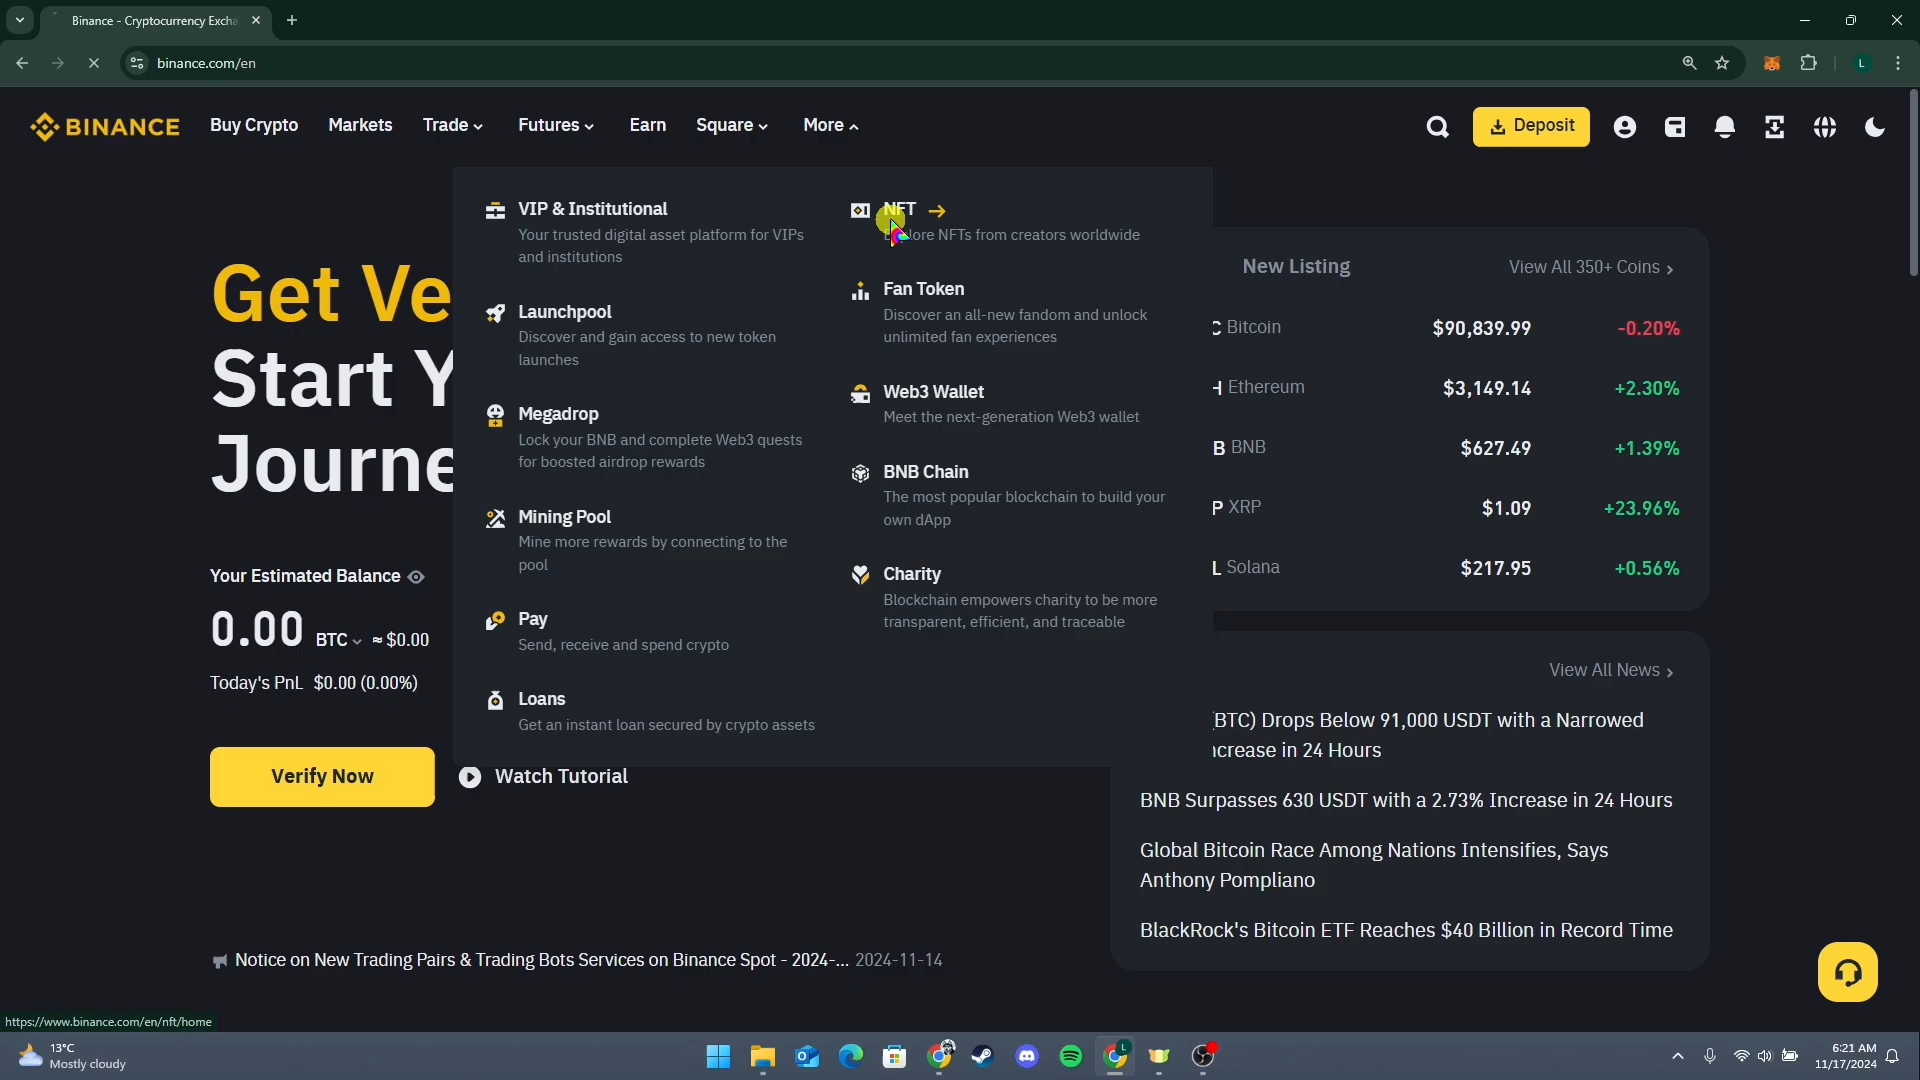 Binance - Cryptocurrency Excha
binance.com/en
L
BINANCE
Buy Crypto
Markets
Trade
Futures
Earn
Square
More
Deposit
VIP & Institutional
Your trusted digital asset platform for VIPs
and institutions
Launchpool
Discover and gain access to new token
launches
Megadrop
Lock your BNB and complete Web3 quests
for boosted airdrop rewards
Mining Pool
Mine more rewards by connecting to the
pool
Pay
Send, receive and spend crypto
Loans
Get an instant loan secured by crypto assets
NFT
NFTs from creators worldwide
Fan Token
Discover an all-new fandom and unlock
unlimited fan experiences
Web3 Wallet
Meet the next-generation Web3 wallet
BNB Chain
The most popular blockchain to build your
own dApp
Charity
Blockchain empowers charity to be more
transparent, efficient, and traceable
Get Ve
Start Y
Journe
Your Estimated Balance
0.00 BTC ≈ $0.00
Today's PnL $0.00 (0.00%)
Verify Now
Watch Tutorial
Notice on New Trading Pairs & Trading Bots Services on Binance Spot - 2024-... 2024-11-14
New Listing
View All 350+ Coins
C Bitcoin $90,839.99 -0.20%
H Ethereum $3,149.14 +2.30%
B BNB $627.49 +1.39%
P XRP $1.09 +23.96%
L Solana $217.95 +0.56%
View All News
(BTC) Drops Below 91,000 USDT with a Narrowed
ncrease in 24 Hours
BNB Surpasses 630 USDT with a 2.73% Increase in 24 Hours
Global Bitcoin Race Among Nations Intensifies, Says
Anthony Pompliano
BlackRock's Bitcoin ETF Reaches $40 Billion in Record Time
https://www.binance.com/en/nft/home
13°C
Mostly cloudy
L
6:21 AM
11/17/2024